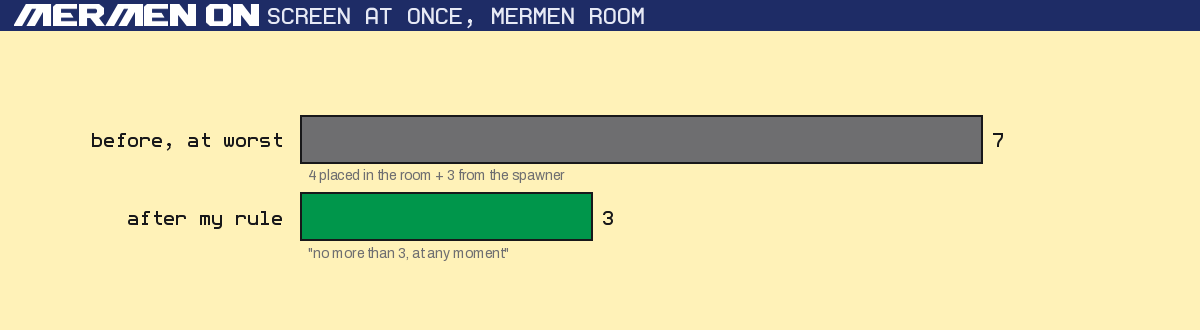 MERMEN ON SCREEN AT ONCE, MERMEN ROOM
before, at worst
7
4 placed in the room + 3 from the spawner
after my rule
3
"no more than 3, at any moment"